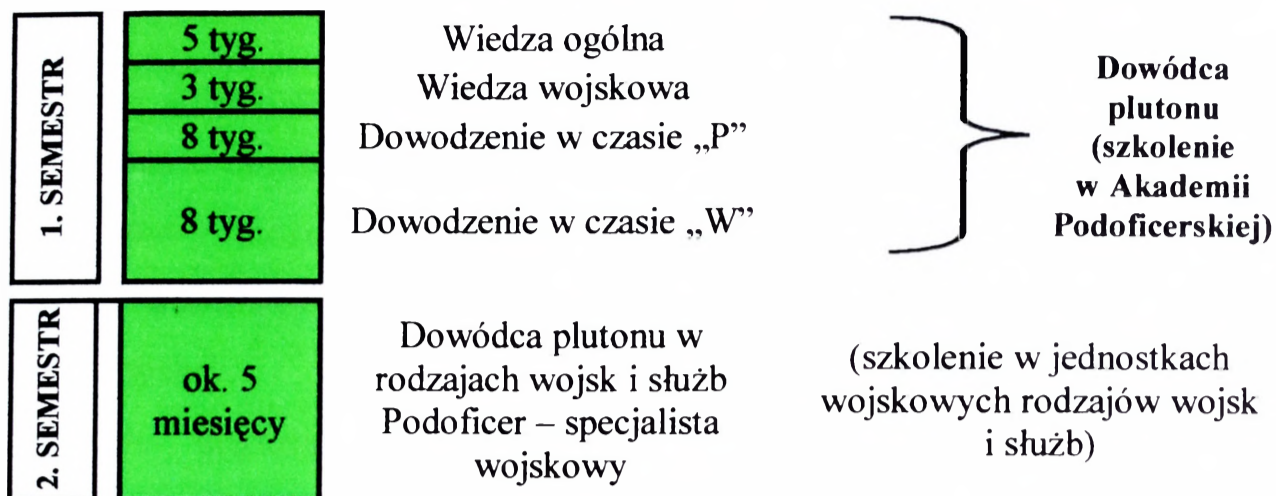 1. SEMESTR
5 tyg.
Wiedza ogólna
3 tyg.
Wiedza wojskowa
8 tyg.
Dowodzenie w czasie „P”
8 tyg.
Dowodzenie w czasie „W”
Dowódca
plutonu
(szkolenie
w Akademii
Podoficerskiej)
2. SEMESTR
ok. 5
miesięcy
Dowódca plutonu w
rodzajach wojsk i służb
Podoficer – specjalista
wojskowy
(szkolenie w jednostkach
wojskowych rodzajów wojsk
i służb)